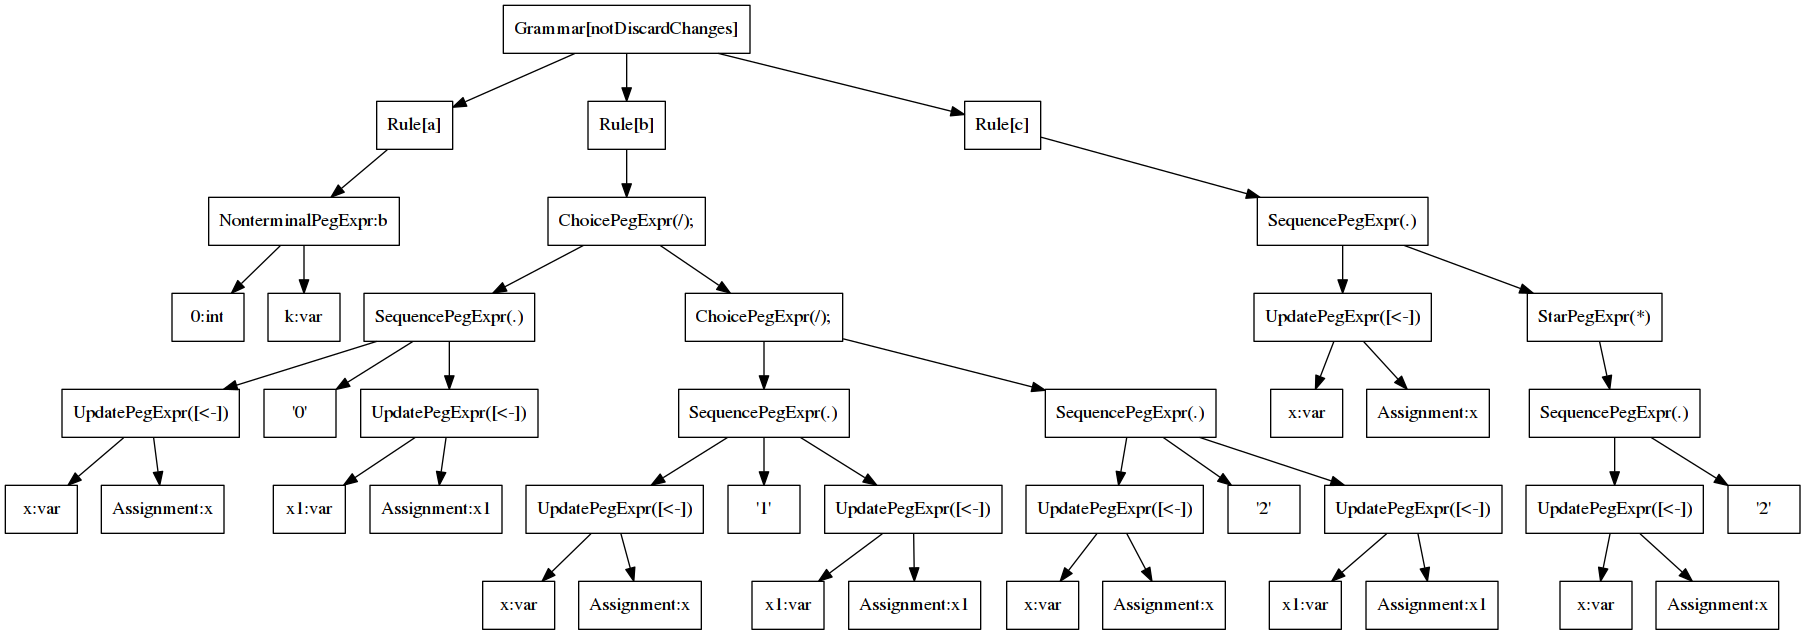 Grammar[notDiscardChanges]
Rule[a]
Rule[b]
Rule[c]
NonterminalPegExpr:b
ChoicePegExpr(/);
SequencePegExpr(.)
0:int
k:var
SequencePegExpr(.)
ChoicePegExpr(/);
UpdatePegExpr([<-])
StarPegExpr(*)
UpdatePegExpr([<-])
'0'
UpdatePegExpr([<-])
SequencePegExpr(.)
SequencePegExpr(.)
x:var
Assignment:x
SequencePegExpr(.)
x:var
Assignment:x
x1:var
Assignment:x1
UpdatePegExpr([<-])
'1'
UpdatePegExpr([<-])
UpdatePegExpr([<-])
'2'
UpdatePegExpr([<-])
UpdatePegExpr([<-])
'2'
x:var
Assignment:x
x1:var
Assignment:x1
x:var
Assignment:x
x1:var
Assignment:x1
x:var
Assignment:x